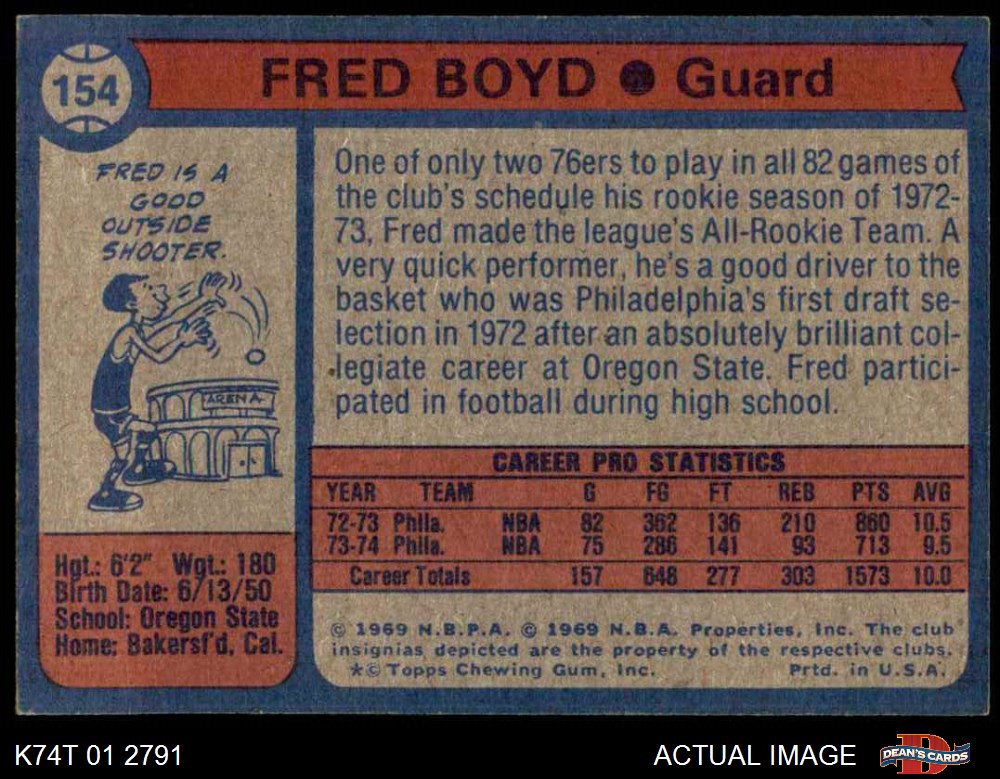 154
FRED BOYD ● Guard
FRED IS A
GOOD
OUTSIDE
SHOOTER.
ARENA
Hgt.: 6'2" Wgt.: 180
Birth Date: 6/13/50
School: Oregon State
Home: Bakersf'd, Cal.
One of only two 76ers to play in all 82 games of
the club's schedule his rookie season of 1972-
73, Fred made the league's All-Rookie Team. A
very quick performer, he's a good driver to the
basket who was Philadelphia's first draft se-
lection in 1972 after an absolutely brilliant col-
legiate career at Oregon State. Fred partici-
pated in football during high school.
CAREER PRO STATISTICS
YEAR TEAM G FG FT REB PTS AVG
72-73 Phila. NBA 82 362 136 210 860 10.5
73-74 Phila. NBA 75 286 141 93 713 9.5
Career Totals 157 648 277 303 1573 10.0
© 1969 N.B.P.A. © 1969 N.B.A. Properties, Inc. The club
insignias depicted are the property of the respective clubs.
*© Topps Chewing Gum, Inc. Prtd. in U.S.A.
K74T 01 2791
ACTUAL IMAGE
DEAN'S CARDS